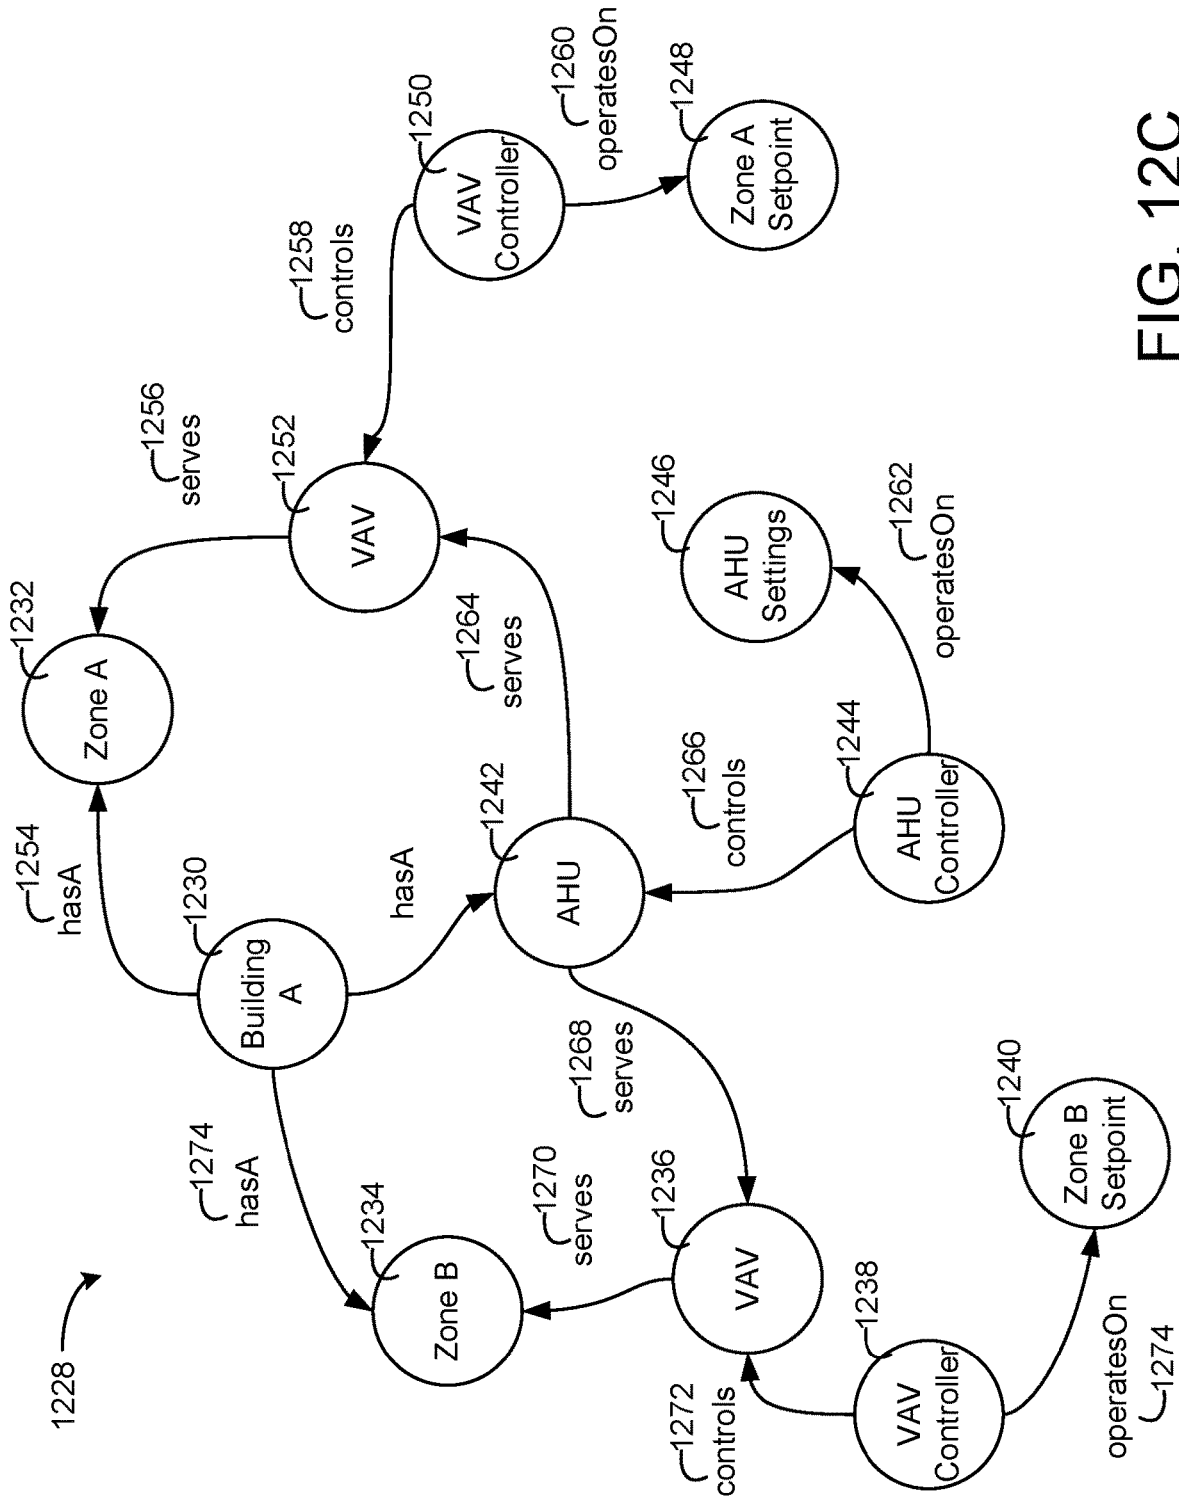 1228
1274
hasA
1254
hasA
1232
Zone A
1256
serves
1230
Building
A
hasA
1252
VAV
1258
controls
1250
VAV
Controller
1260
operatesOn
1248
Zone A
Setpoint
1234
Zone B
1270
serves
1268
serves
1242
AHU
1264
serves
1246
AHU
Settings
1266
controls
1244
AHU
Controller
1262
operatesOn
1236
VAV
1272
controls
1238
VAV
Controller
1240
Zone B
Setpoint
operatesOn
1274
FIG. 12C